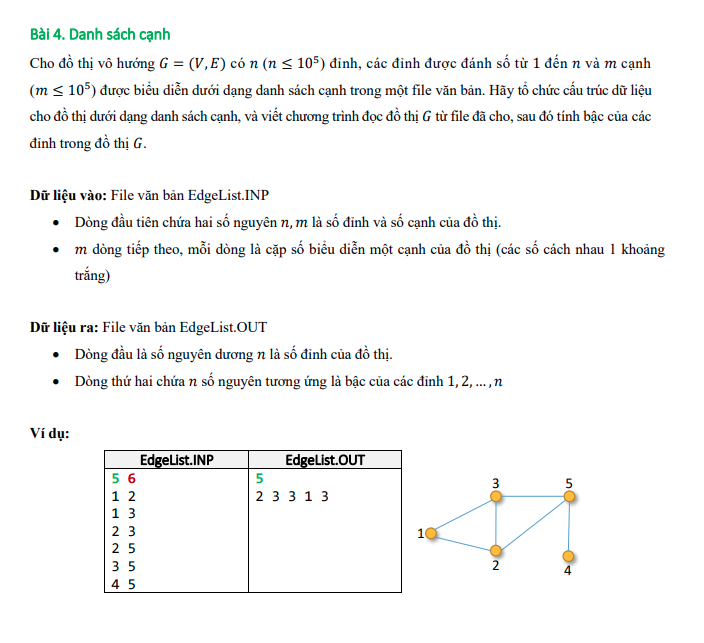 Bài 4. Danh sách cạnh
Cho đồ thị vô hướng G = (V, E) có n (n ≤ 10⁵) đỉnh, các đỉnh được đánh số từ 1 đến n và m cạnh
(m ≤ 10⁵) được biểu diễn dưới dạng danh sách cạnh trong một file văn bản. Hãy tổ chức cấu trúc dữ liệu
cho đồ thị dưới dạng danh sách cạnh, và viết chương trình đọc đồ thị G từ file đã cho, sau đó tính bậc của các
đỉnh trong đồ thị G.
Dữ liệu vào: File văn bản EdgeList.INP
• Dòng đầu tiên chứa hai số nguyên n, m là số đỉnh và số cạnh của đồ thị.
• m dòng tiếp theo, mỗi dòng là cặp số biểu diễn một cạnh của đồ thị (các số cách nhau 1 khoảng
trắng)
Dữ liệu ra: File văn bản EdgeList.OUT
• Dòng đầu là số nguyên dương n là số đỉnh của đồ thị.
• Dòng thứ hai chứa n số nguyên tương ứng là bậc của các đỉnh 1, 2, ... , n
Ví dụ:
EdgeList.INP EdgeList.OUT
5 6 5
1 2 2 3 3 1 3
1 3
2 3
2 5
3 5
4 5
3 5
1
2 4